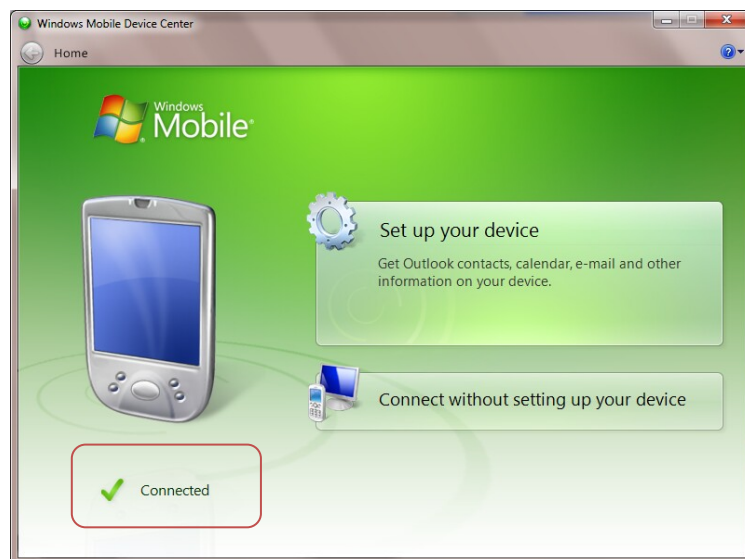 Windows Mobile Device Center
Home
Windows
Mobile®
Set up your device
Get Outlook contacts, calendar, e-mail and other
information on your device.
Connect without setting up your device
Connected